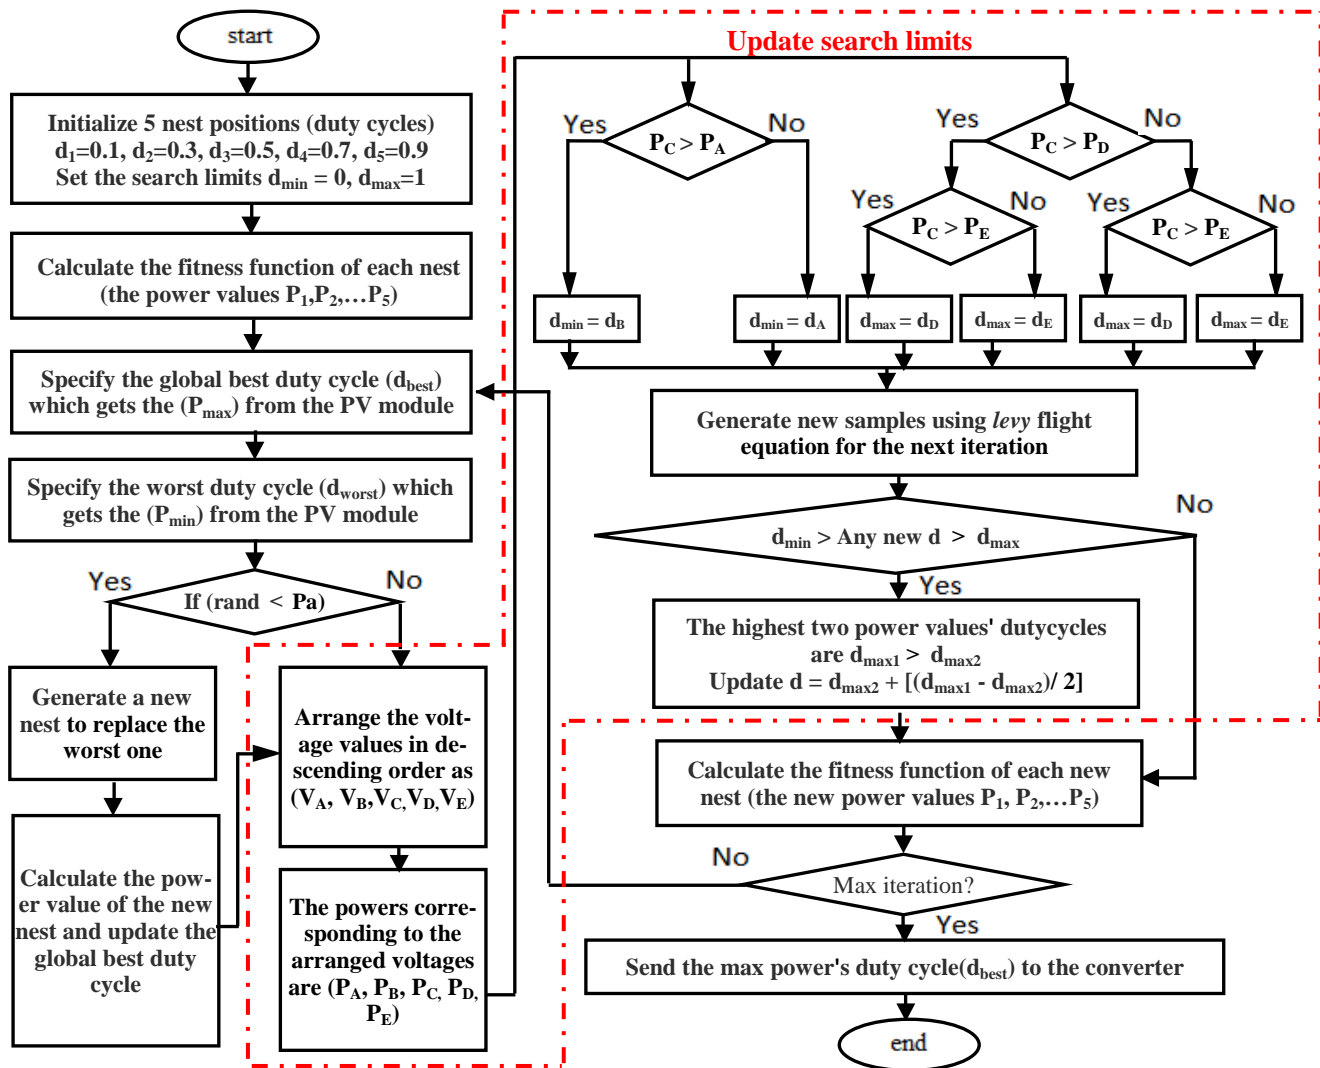 start
Initialize 5 nest positions (duty cycles)
d1=0.1, d2=0.3, d3=0.5, d4=0.7, d5=0.9
Set the search limits dmin = 0, dmax=1
Calculate the fitness function of each nest
(the power values P1,P2,…P5)
Specify the global best duty cycle (dbest)
which gets the (Pmax) from the PV module
Specify the worst duty cycle (dworst) which
gets the (Pmin) from the PV module
Yes
No
If (rand < Pa)
Generate a new
nest to replace the
worst one
Calculate the pow-
er value of the new
nest and update the
global best duty
cycle
Arrange the volt-
age values in de-
scending order as
(VA, VB,VC,VD,VE)
The powers corre-
sponding to the
arranged voltages
are (PA, PB, PC, PD,
PE)
Update search limits
Yes
No
PC > PA
Yes
No
PC > PD
Yes
No
PC > PE
Yes
No
PC > PE
dmin = dB
dmin = dA
dmax = dD
dmax = dE
dmax = dD
dmax = dE
Generate new samples using levy flight
equation for the next iteration
No
dmin > Any new d > dmax
Yes
The highest two power values' dutycycles
are dmax1 > dmax2
Update d = dmax2 + [(dmax1 - dmax2)/ 2]
Calculate the fitness function of each new
nest (the new power values P1, P2,…P5)
No
Max iteration?
Yes
Send the max power's duty cycle(dbest) to the converter
end